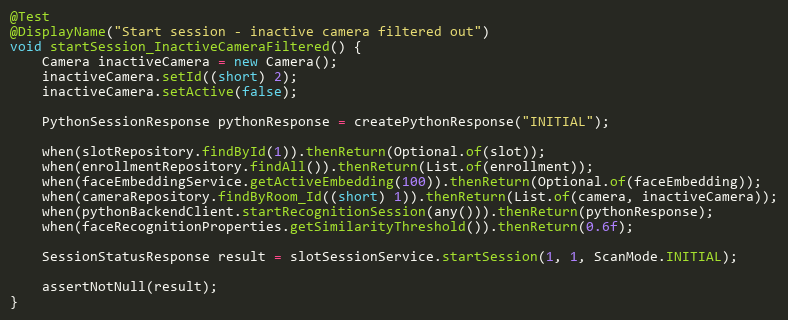 @Test
@DisplayName("Start session - inactive camera filtered out")
void startSession_InactiveCameraFiltered() {
    Camera inactiveCamera = new Camera();
    inactiveCamera.setId((short) 2);
    inactiveCamera.setActive(false);

    PythonSessionResponse pythonResponse = createPythonResponse("INITIAL");

    when(slotRepository.findById(1)).thenReturn(Optional.of(slot));
    when(enrollmentRepository.findAll()).thenReturn(List.of(enrollment));
    when(faceEmbeddingService.getActiveEmbedding(100)).thenReturn(Optional.of(faceEmbedding));
    when(cameraRepository.findByRoom_Id((short) 1)).thenReturn(List.of(camera, inactiveCamera));
    when(pythonBackendClient.startRecognitionSession(any())).thenReturn(pythonResponse);
    when(faceRecognitionProperties.getSimilarityThreshold()).thenReturn(0.6f);

    SessionStatusResponse result = slotSessionService.startSession(1, 1, ScanMode.INITIAL);

    assertNotNull(result);
}